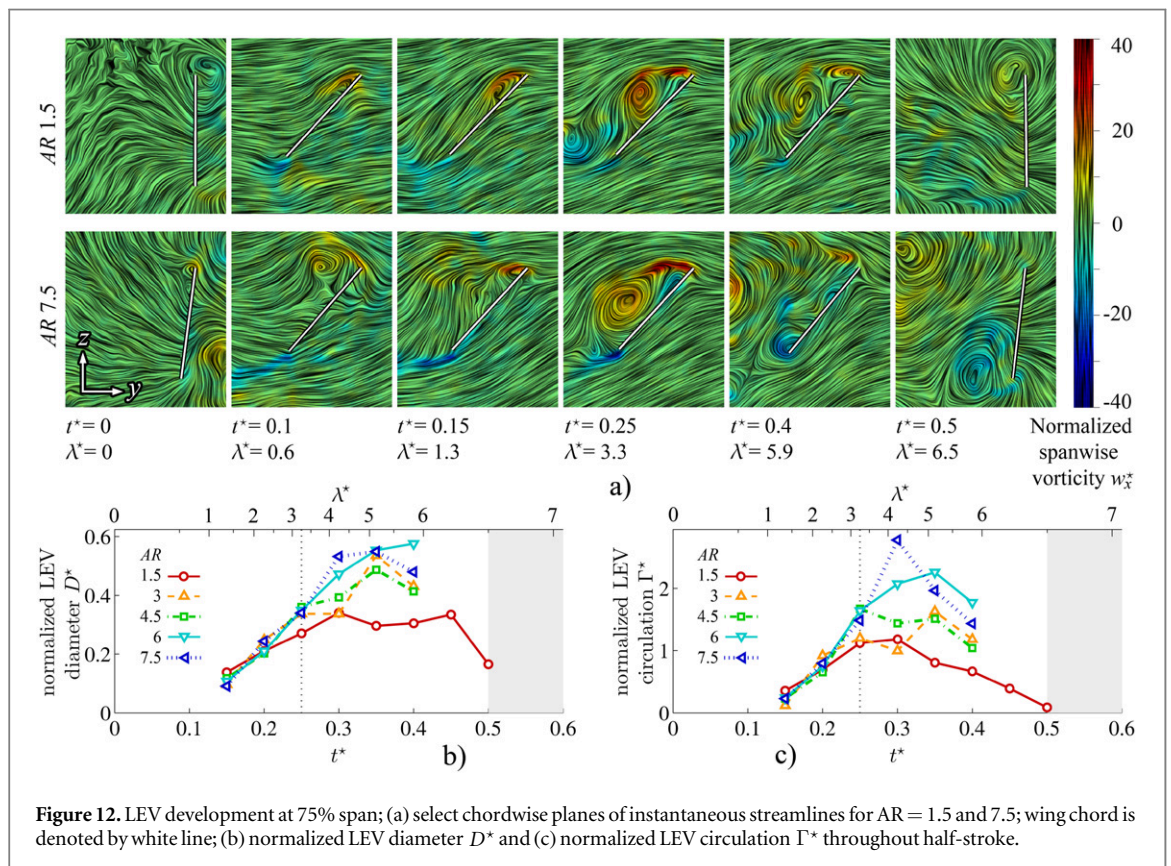 AR 1.5
40
20
0
-20
-40
AR 7.5
z
y
t* = 0
λ* = 0
t* = 0.1
λ* = 0.6
t* = 0.15
λ* = 1.3
t* = 0.25
λ* = 3.3
t* = 0.4
λ* = 5.9
t* = 0.5
λ* = 6.5
Normalized
spanwise
vorticity w*x
a)
λ*
0 1 2 3 4 5 6 7
normalized LEV
diameter D*
0.6
0.4
0.2
0
AR
1.5
3
4.5
6
7.5
0 0.1 0.2 0.3 0.4 0.5 0.6
t*
b)
λ*
0 1 2 3 4 5 6 7
normalized LEV
circulation Γ*
2
1
0
AR
1.5
3
4.5
6
7.5
0 0.1 0.2 0.3 0.4 0.5 0.6
t*
c)
Figure 12. LEV development at 75% span; (a) select chordwise planes of instantaneous streamlines for AR = 1.5 and 7.5; wing chord is
denoted by white line; (b) normalized LEV diameter D* and (c) normalized LEV circulation Γ* throughout half-stroke.